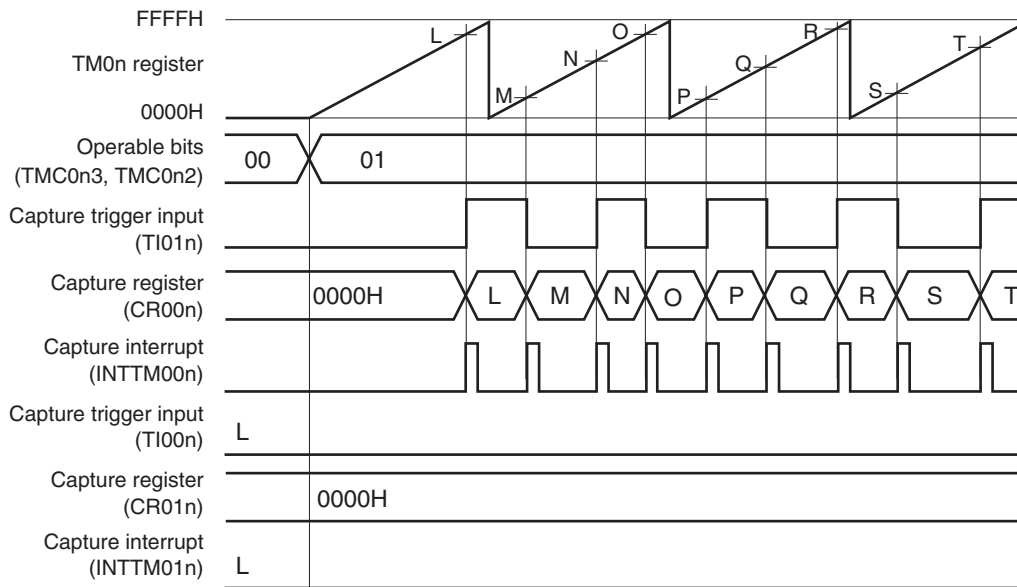 FFFFH
TM0n register
0000H
L M N O P Q R S T
Operable bits
(TMC0n3, TMC0n2)
00 01
Capture trigger input
(TI01n)
Capture register
(CR00n)
0000H L M N O P Q R S T
Capture interrupt
(INTTM00n)
Capture trigger input
(TI00n)
L
Capture register
(CR01n)
0000H
Capture interrupt
(INTTM01n)
L